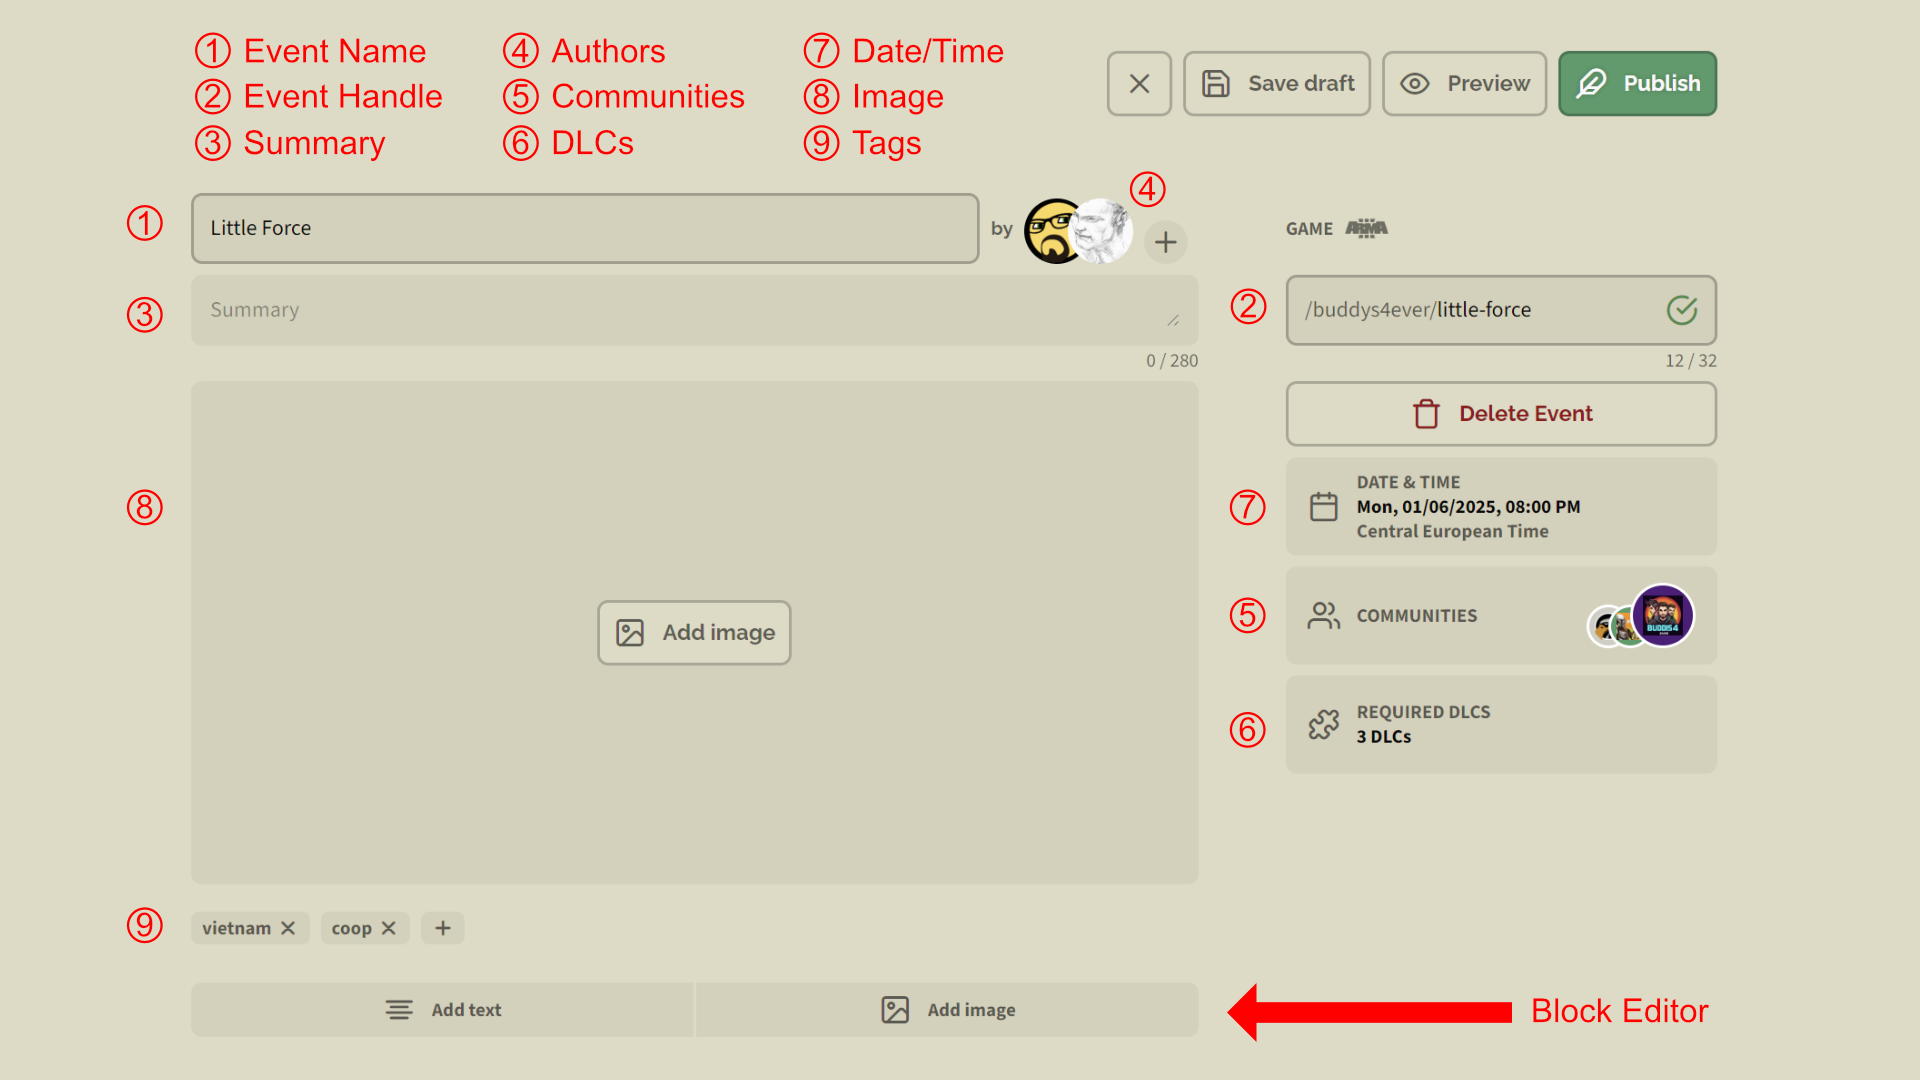 ① Event Name
② Event Handle
③ Summary
④ Authors
⑤ Communities
⑥ DLCs
⑦ Date/Time
⑧ Image
⑨ Tags
Save draft
Preview
Publish
① Little Force
by
④
GAME ARMA
③ Summary
0 / 280
② /buddys4ever/little-force
12 / 32
Delete Event
⑧
Add image
⑦
DATE & TIME
Mon, 01/06/2025, 08:00 PM
Central European Time
⑤ COMMUNITIES
BUDDIS4
⑥
REQUIRED DLCS
3 DLCs
⑨ vietnam coop
Add text
Add image
Block Editor